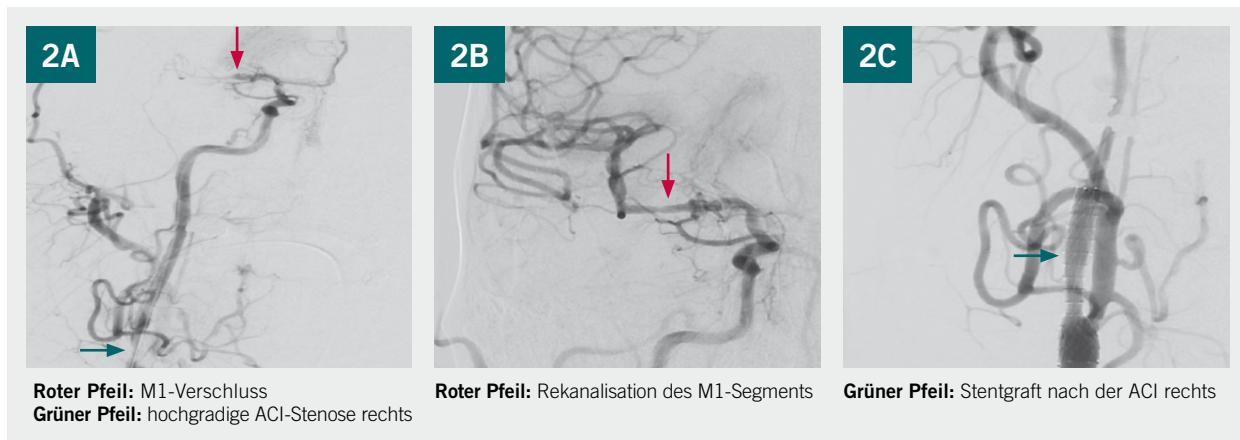 2A
2B
2C
Roter Pfeil: M1-Verschluss
Grüner Pfeil: hochgradige ACI-Stenose rechts
Roter Pfeil: Rekanalisation des M1-Segments
Grüner Pfeil: Stentgraft nach der ACI rechts